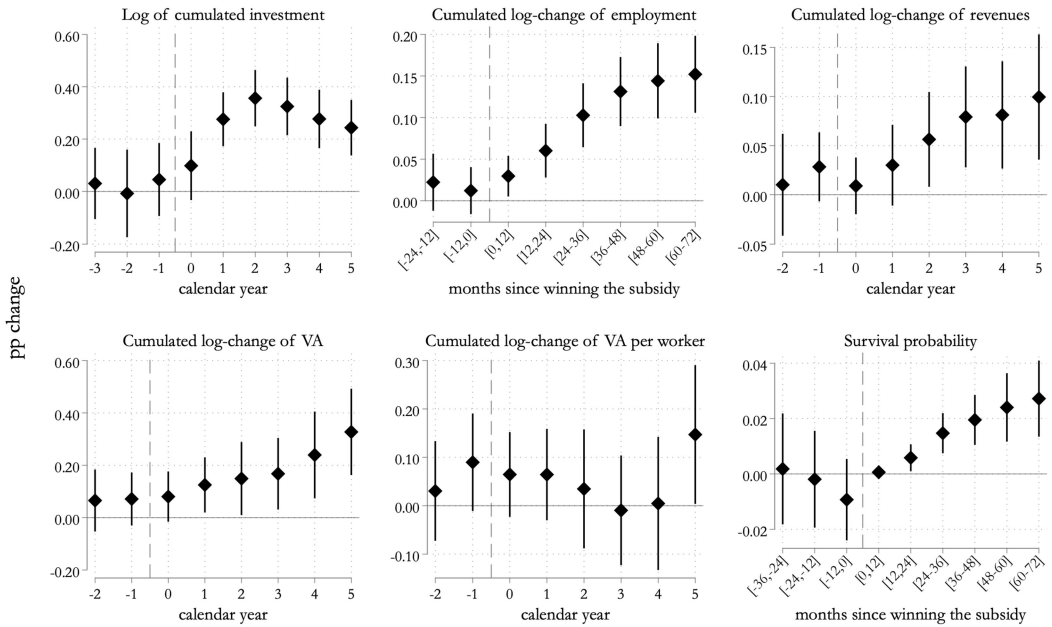 Log of cumulated investment
0.60
0.40
0.20
0.00
-0.20
-3 -2 -1 0 1 2 3 4 5
calendar year
Cumulated log-change of employment
0.20
0.15
0.10
0.05
0.00
[-24,-12] [-12,0] [0,12] [12,24] [24-36] [36-48] [48-60] [60-72]
months since winning the subsidy
Cumulated log-change of revenues
0.15
0.10
0.05
0.00
-0.05
-2 -1 0 1 2 3 4 5
calendar year
pp change
Cumulated log-change of VA
0.60
0.40
0.20
0.00
-0.20
-2 -1 0 1 2 3 4 5
calendar year
Cumulated log-change of VA per worker
0.30
0.20
0.10
0.00
-0.10
-2 -1 0 1 2 3 4 5
calendar year
Survival probability
0.04
0.02
0.00
-0.02
[-36,-24] [-24,-12] [-12,0] [0,12] [12,24] [24-36] [36-48] [48-60] [60-72]
months since winning the subsidy